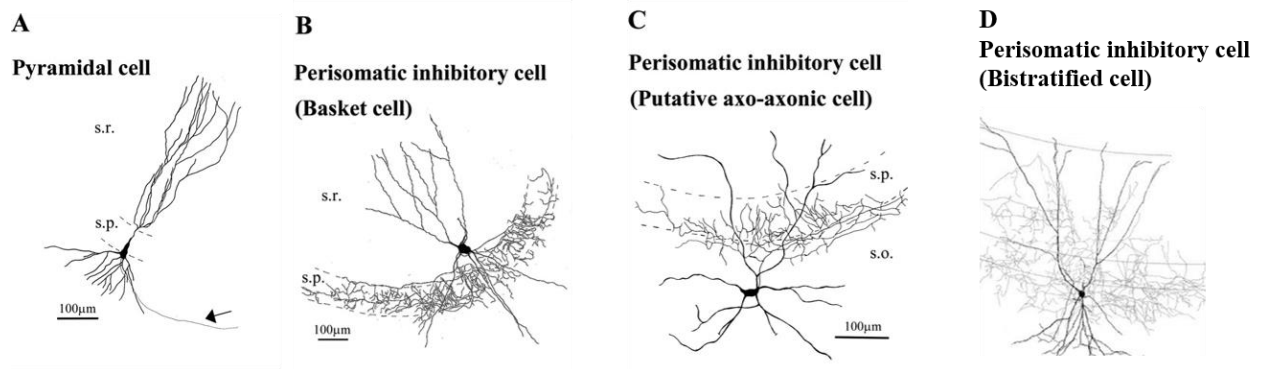 A
Pyramidal cell
s.r.
s.p.
100μm
B
Perisomatic inhibitory cell
(Basket cell)
s.r.
s.p.
100μm
C
Perisomatic inhibitory cell
(Putative axo-axonic cell)
s.p.
s.o.
100μm
D
Perisomatic inhibitory cell
(Bistratified cell)